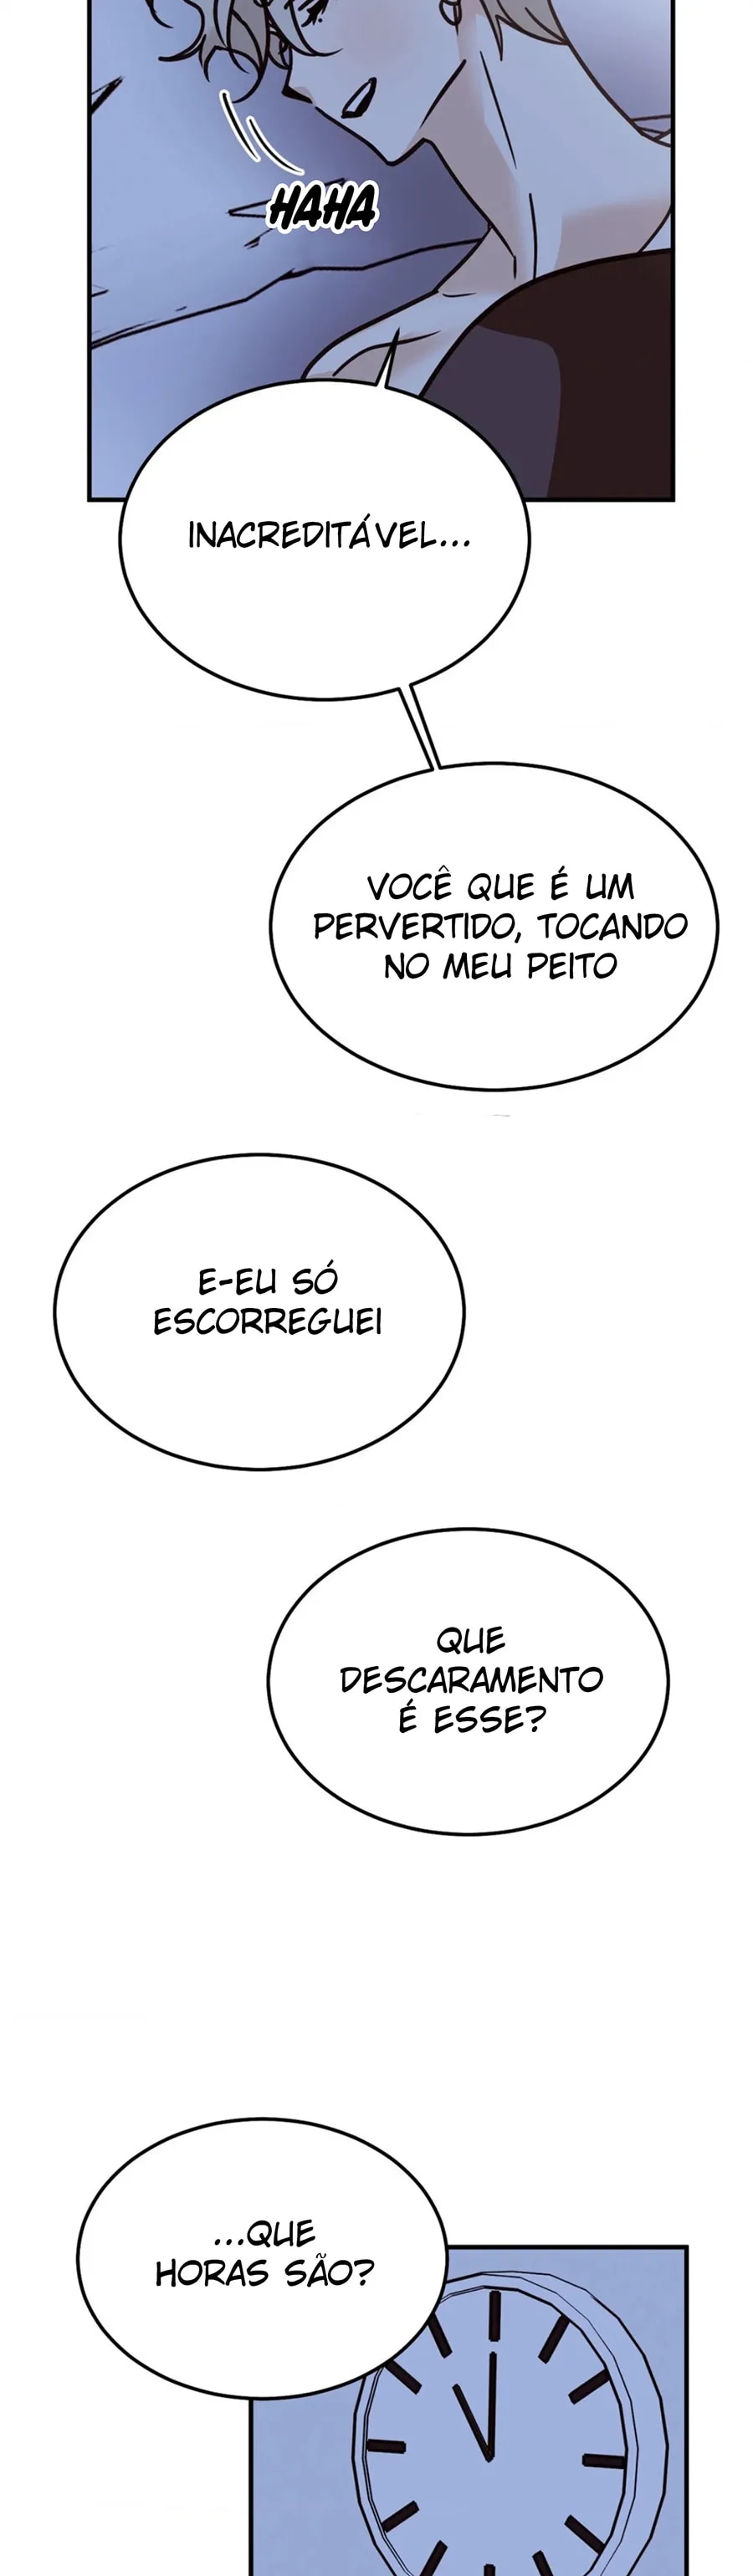 HAHA
INACREDITÁVEL...
VOCÊ QUE É UM
PERVERTIDO, TOCANDO
NO MEU PEITO
E-EU SÓ
ESCORREGUEI
QUE
DESCARAMENTO
É ESSE?
...QUE
HORAS SÃO?